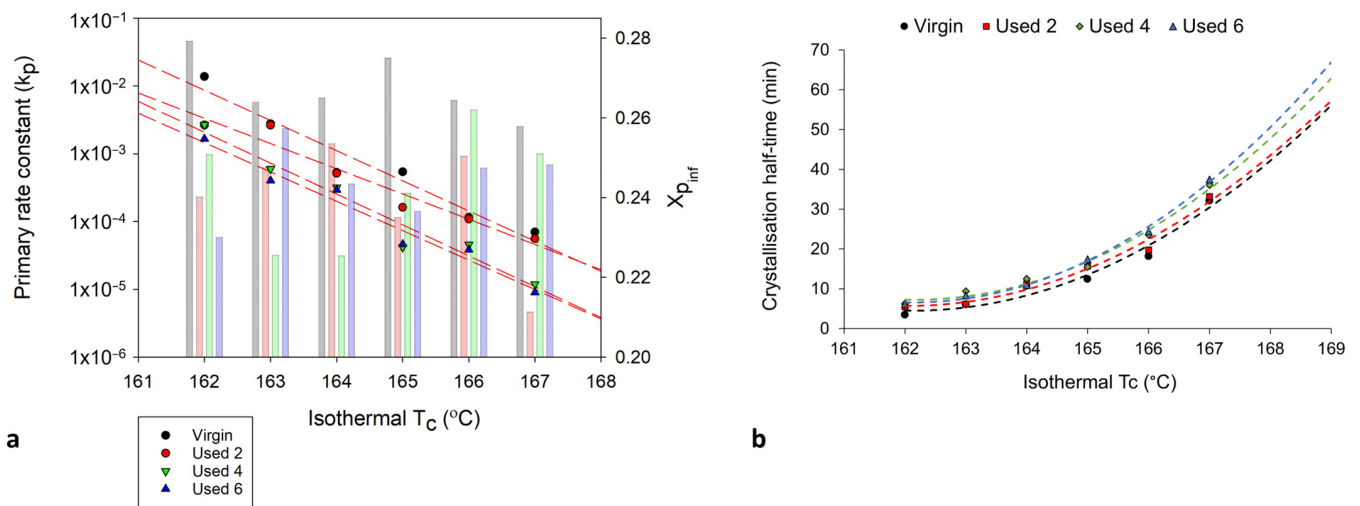 1x10⁻¹
1x10⁻²
1x10⁻³
1x10⁻⁴
1x10⁻⁵
1x10⁻⁶
Primary rate constant (kₚ)
0.28
0.26
0.24
0.22
0.20
Xp_inf
161 162 163 164 165 166 167 168
Isothermal T_C (°C)
Virgin
Used 2
Used 4
Used 6
a
Virgin Used 2 Used 4 Used 6
70
60
50
40
30
20
10
0
Crystallisation half-time (min)
161 162 163 164 165 166 167 168 169
Isothermal Tc (°C)
b